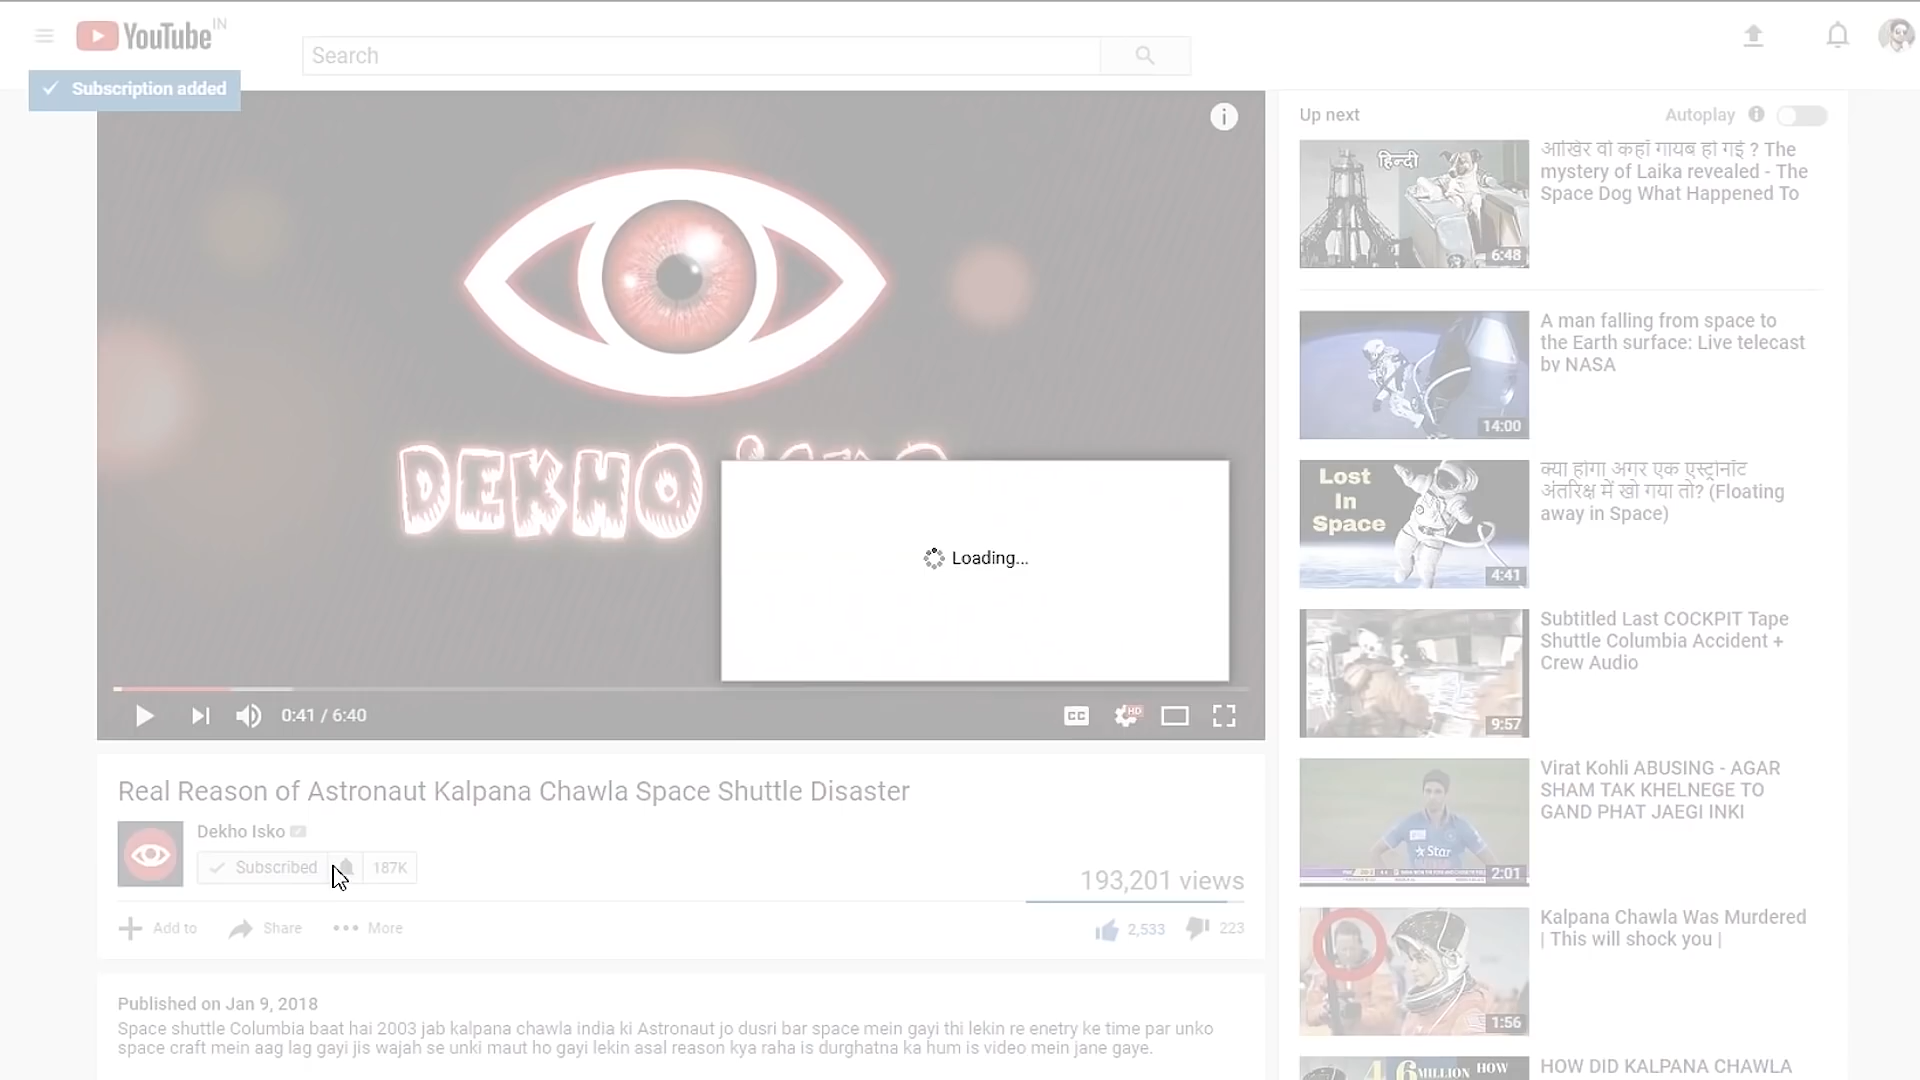 YouTube IN
Search
Subscription added
DEKHO
Loading...
0:41 / 6:40
CC
HD
Real Reason of Astronaut Kalpana Chawla Space Shuttle Disaster
Dekho Isko
Subscribed
187K
193,201 views
Add to
Share
More
2,533
223
Published on Jan 9, 2018
Space shuttle Columbia baat hai 2003 jab kalpana chawla india ki Astronaut jo dusri bar space mein gayi thi lekin re enetry ke time par unko
space craft mein aag lag gayi jis wajah se unki maut ho gayi lekin asal reason kya raha is durghatna ka hum is video mein jane gaye.
Up next
Autoplay
हिन्दी
6:48
आखिर वो कहाँ गायब हो गई ? The
mystery of Laika revealed - The
Space Dog What Happened To
14:00
A man falling from space to
the Earth surface: Live telecast
by NASA
Lost
In
Space
4:41
क्या होगा अगर एक एस्ट्रोनॉट
अंतरिक्ष में खो गया तो? (Floating
away in Space)
9:57
Subtitled Last COCKPIT Tape
Shuttle Columbia Accident +
Crew Audio
Star
2:01
Virat Kohli ABUSING - AGAR
SHAM TAK KHELNEGE TO
GAND PHAT JAEGI INKI
1:56
Kalpana Chawla Was Murdered
| This will shock you |
4.6 MILLION HOW
HOW DID KALPANA CHAWLA